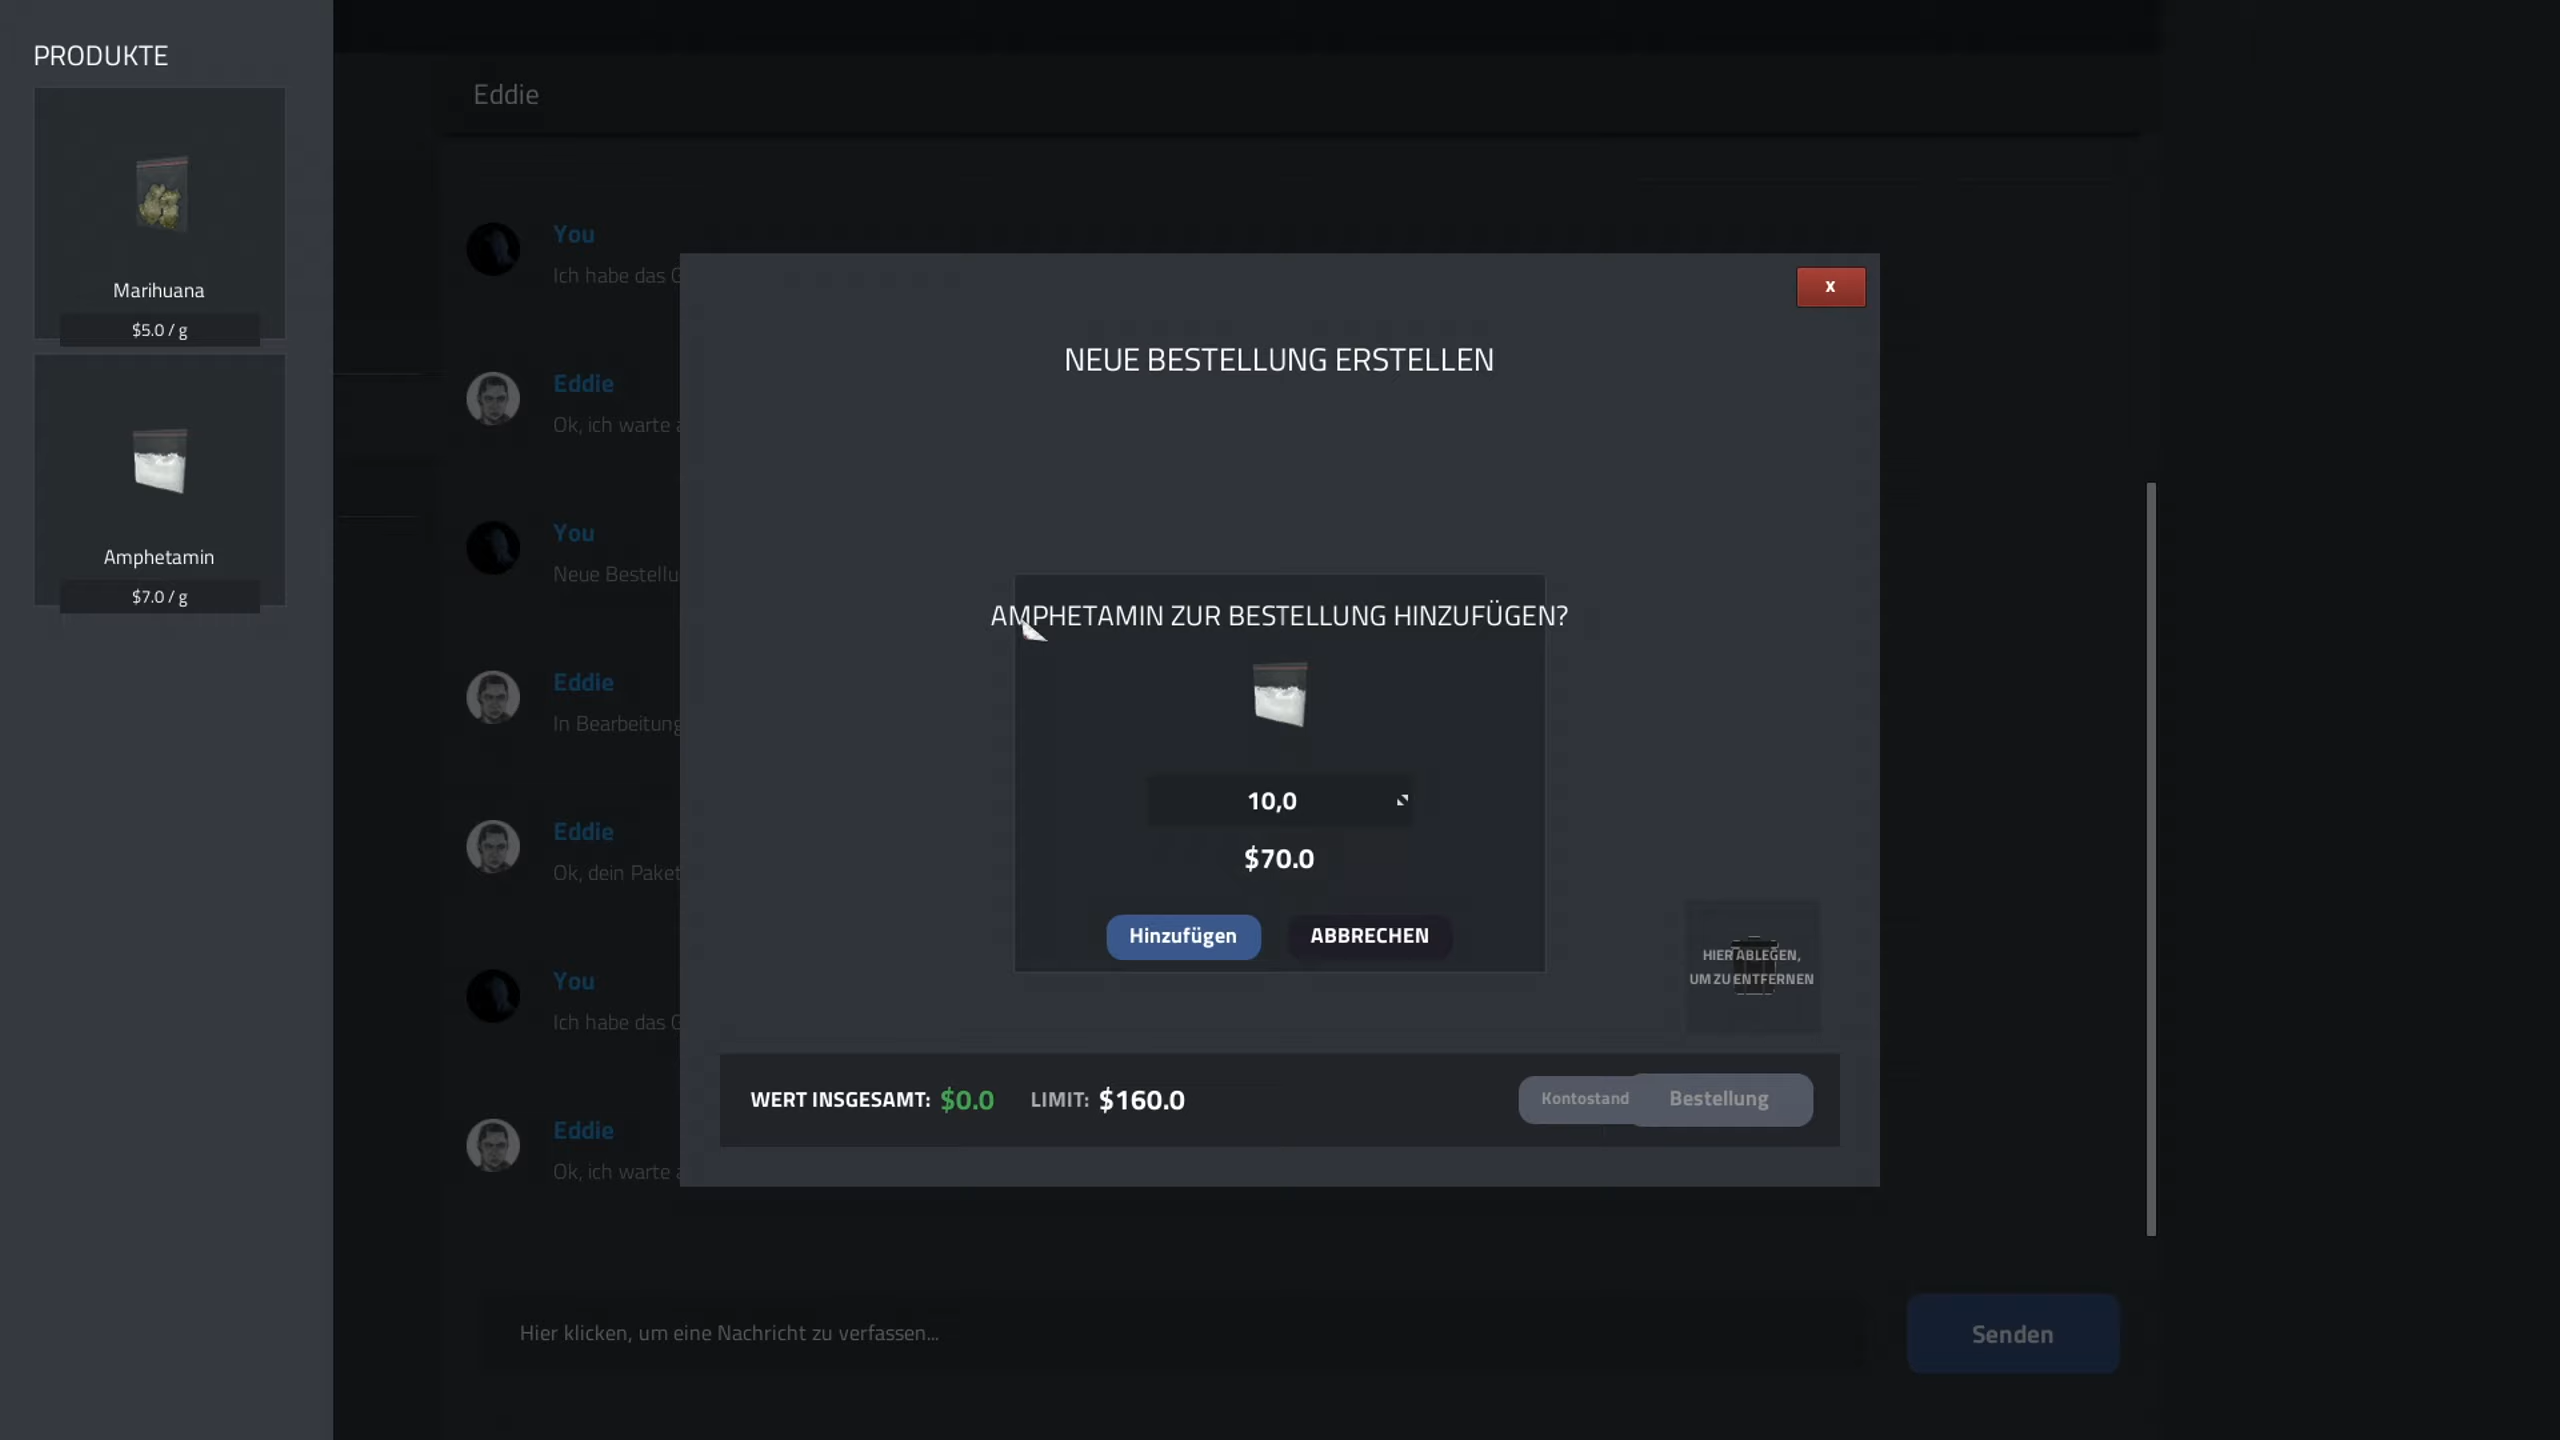 PRODUKTE
Marihuana
$5.0 / g
Amphetamin
$7.0 / g
Eddie
You
Ich habe das
Eddie
Ok, ich warte
You
Neue Bestellu
Eddie
In Bearbeitung
Eddie
Ok, dein Paket
You
Ich habe das
Eddie
Ok, ich warte
x
NEUE BESTELLUNG ERSTELLEN
AMPHETAMIN ZUR BESTELLUNG HINZUFÜGEN?
10,0
$70.0
Hinzufügen
ABBRECHEN
HIER ABLEGEN,
UM ZU ENTFERNEN
WERT INSGESAMT: $0.0 LIMIT: $160.0
Kontostand
Bestellung
Hier klicken, um eine Nachricht zu verfassen...
Senden